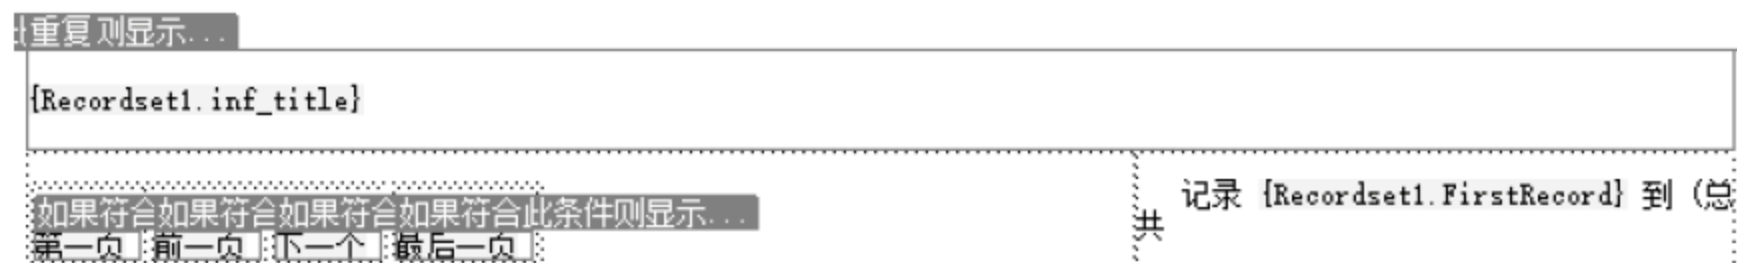 重复 则显示...
{Recordset1.inf_title}
记录 {Recordset1.FirstRecord} 到 (总
共
如果符合如果符合如果符合如果符合此条件则显示...
第一页 前一页 下一个 最后一页